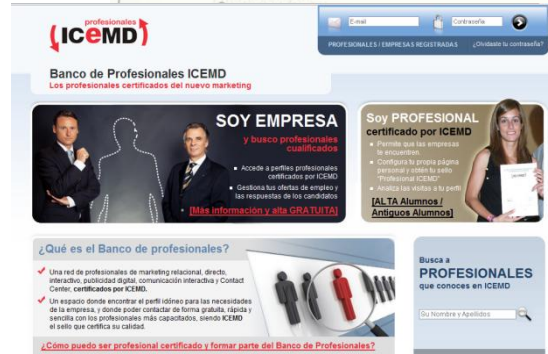 profesionales
(ICeMD)
E-mail
Contraseña
PROFESIONALES / EMPRESAS REGISTRADAS
¿Olvidaste tu contraseña?
Banco de Profesionales ICEMD
Los profesionales certificados del nuevo marketing
SOY EMPRESA
y busco profesionales
cualificados
Accede a perfiles profesionales
certificados por ICEMD
Gestiona tus ofertas de empleo y
las respuestas de los candidatos
[Más información y alta GRATUITA]
Soy PROFESIONAL
certificado por ICEMD
Permite que las empresas
te encuentren.
Configura tu propia página
personal y obtén tu sello
"Profesional ICEMD"
Analiza las visitas a tu perfil
[ALTA Alumnos /
Antiguos Alumnos]
¿Qué es el Banco de profesionales?
Una red de profesionales de marketing relacional, directo,
interactivo, publicidad digital, comunicación interactiva y Contact
Center, certificados por ICEMD.
Un espacio donde encontrar el perfil idóneo para las necesidades
de la empresa, y donde poder contactar de forma gratuita, rápida y
sencilla con los profesionales más capacitados, siendo ICEMD
el sello que certifica su calidad.
¿Cómo puedo ser profesional certificado y formar parte del Banco de Profesionales?
Busca a
PROFESIONALES
que conoces en ICEMD
Su Nombre y Apellidos